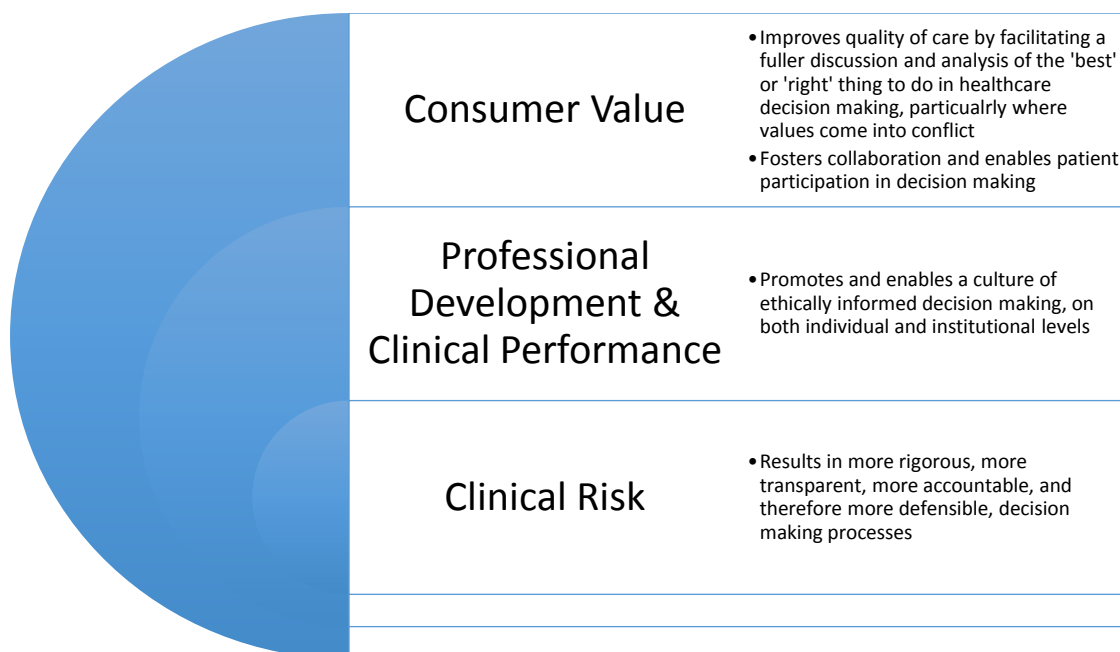 Consumer Value
•Improves quality of care by facilitating a
fuller discussion and analysis of the 'best'
or 'right' thing to do in healthcare
decision making, particualrly where
values come into conflict
•Fosters collaboration and enables patient
participation in decision making
Professional
Development &
Clinical Performance
•Promotes and enables a culture of
ethically informed decision making, on
both individual and institutional levels
Clinical Risk
•Results in more rigorous, more
transparent, more accountable, and
therefore more defensible, decision
making processes